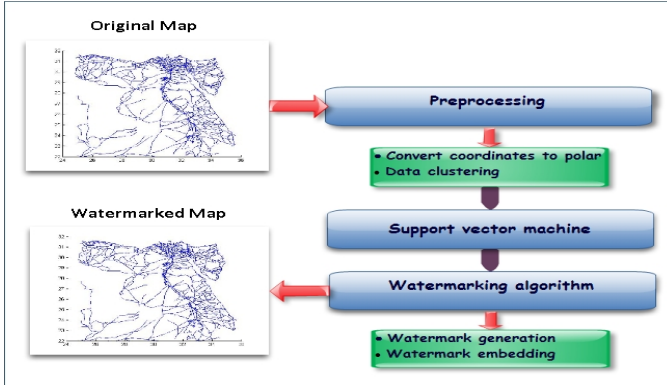 Original Map
Preprocessing
• Convert coordinates to polar
• Data clustering
Support vector machine
Watermarked Map
Watermarking algorithm
• Watermark generation
• Watermark embedding